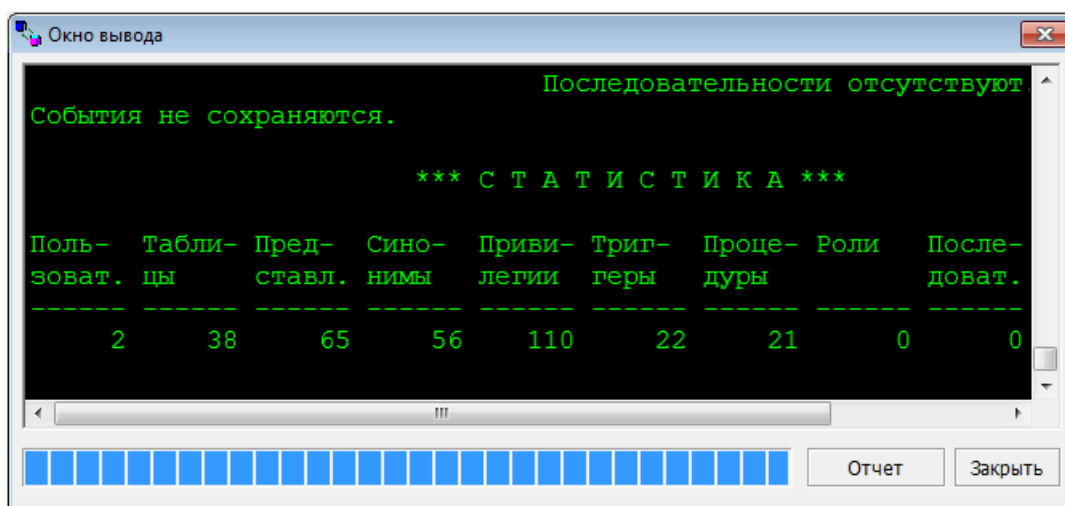 Окно вывода
Последовательности отсутствуют.
События не сохраняются.
*** С Т А Т И С Т И К А ***
Поль- Табли- Пред- Сино- Приви- Триг- Проце- Роли После-
зоват. цы ставл. нимы легии геры дуры доват.
------ ------ ------ ------ ------ ------ ------ ------ ------
2 38 65 56 110 22 21 0 0
Отчет Закрыть